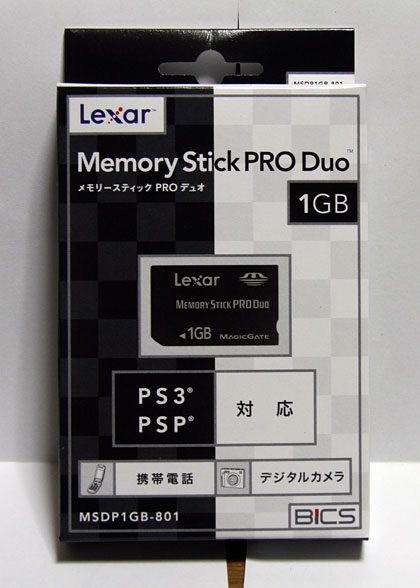 MSDP1GB-801
Lexar™
Memory Stick PRO Duo™
メモリースティック PRO デュオ
1GB
Lexar
MEMORY STICK PRO DUO
◄1GB MAGICGATE
PS3® 対応
PSP®
携帯電話 デジタルカメラ
MSDP1GB-801 BICS